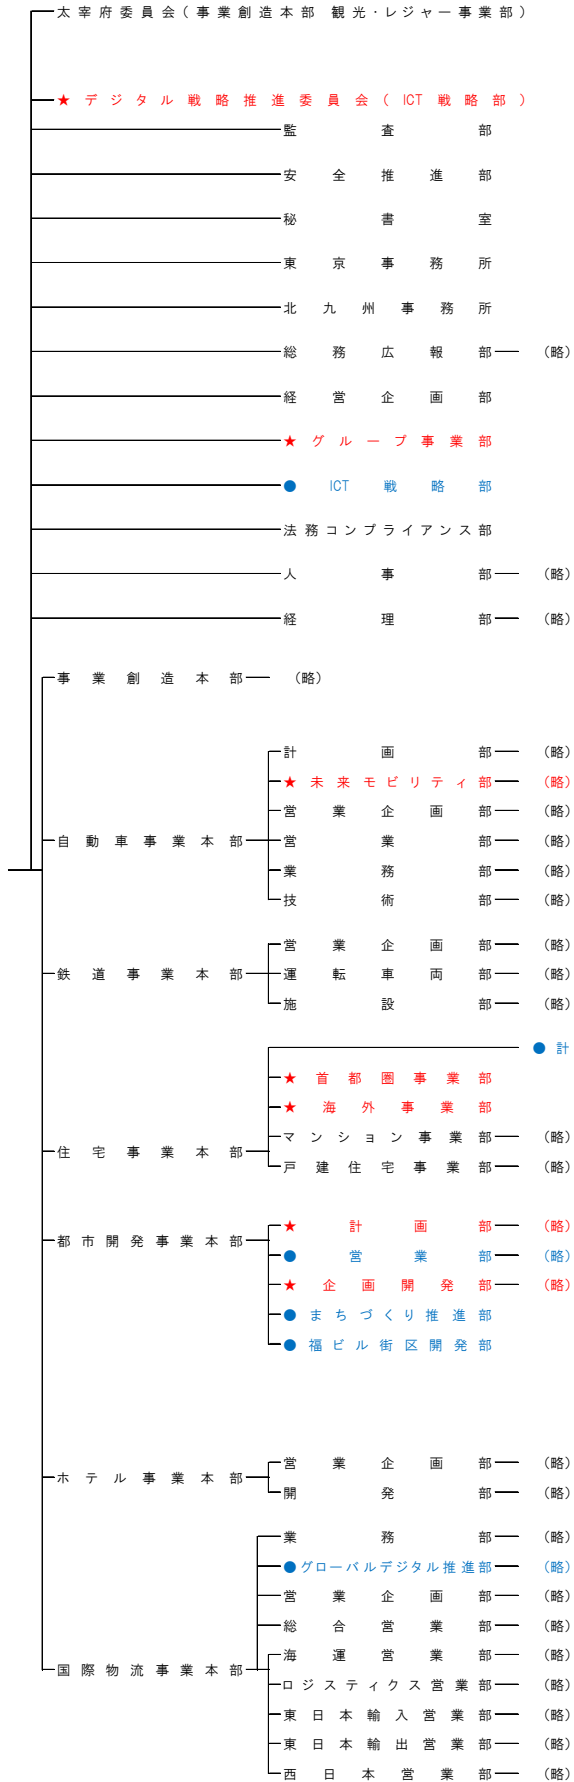 太宰府委員会(事業創造本部 観光・レジャー事業部)
★デジタル戦略推進委員会(ICT戦略部)
監査部
安全推進部
秘書室
東京事務所
北九州事務所
総務広報部 (略)
経営企画部
★グループ事業部
●ICT戦略部
法務コンプライアンス部
人事部 (略)
経理部 (略)
事業創造本部 (略)
計画部 (略)
★未来モビリティ部 (略)
営業企画部 (略)
自動車事業本部 営業部 (略)
業務部 (略)
技術部 (略)
営業企画部 (略)
鉄道事業本部 運転車両部 (略)
施設部 (略)
●計
★首都圏事業部
★海外事業部
マンション事業部 (略)
住宅事業本部
戸建住宅事業部 (略)
★計画部 (略)
都市開発事業本部
●営業部 (略)
★企画開発部 (略)
●まちづくり推進部
●福ビル街区開発部
営業企画部 (略)
ホテル事業本部
開発部 (略)
業務部 (略)
●グローバルデジタル推進部 (略)
営業企画部 (略)
総合営業部 (略)
海運営業部 (略)
国際物流事業本部
ロジスティクス営業部 (略)
東日本輸入営業部 (略)
東日本輸出営業部 (略)
西日本営業部 (略)